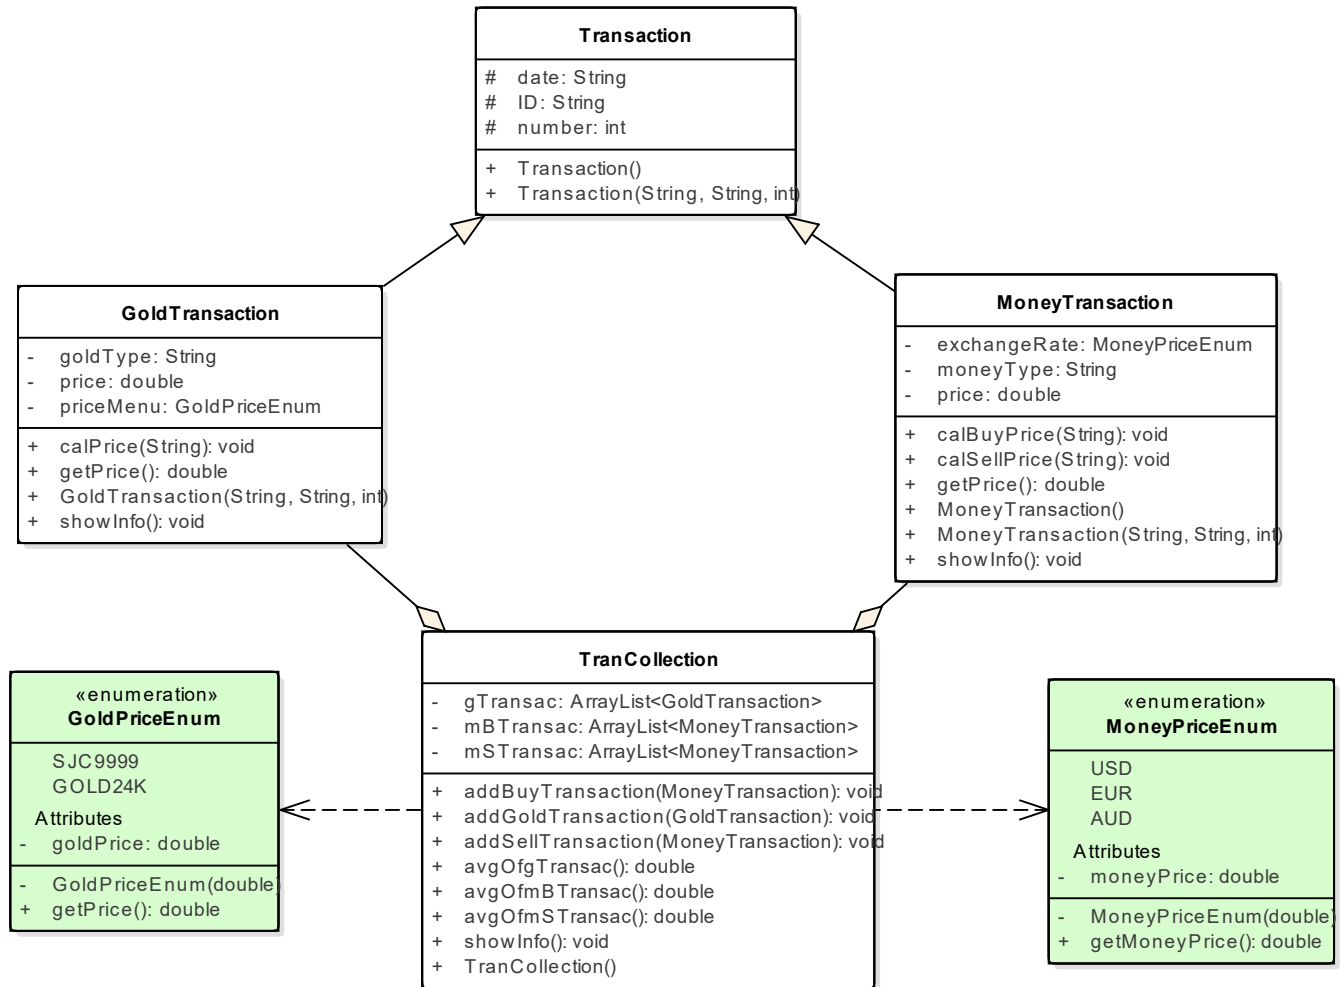 Transaction
# date: String
# ID: String
# number: int
+ Transaction()
+ Transaction(String, String, int)
GoldTransaction
- goldType: String
- price: double
- priceMenu: GoldPriceEnum
+ calPrice(String): void
+ getPrice(): double
+ GoldTransaction(String, String, int)
+ showInfo(): void
MoneyTransaction
- exchangeRate: MoneyPriceEnum
- moneyType: String
- price: double
+ calBuyPrice(String): void
+ calSellPrice(String): void
+ getPrice(): double
+ MoneyTransaction()
+ MoneyTransaction(String, String, int)
+ showInfo(): void
TranCollection
- gTransac: ArrayList<GoldTransaction>
- mBTransac: ArrayList<MoneyTransaction>
- mSTransac: ArrayList<MoneyTransaction>
+ addBuyTransaction(MoneyTransaction): void
+ addGoldTransaction(GoldTransaction): void
+ addSellTransaction(MoneyTransaction): void
+ avgOfgTransac(): double
+ avgOfmBTransac(): double
+ avgOfmSTransac(): double
+ showInfo(): void
+ TranCollection()
«enumeration»
GoldPriceEnum
SJC9999
GOLD24K
Attributes
- goldPrice: double
- GoldPriceEnum(double)
+ getPrice(): double
«enumeration»
MoneyPriceEnum
USD
EUR
AUD
Attributes
- moneyPrice: double
- MoneyPriceEnum(double)
+ getMoneyPrice(): double